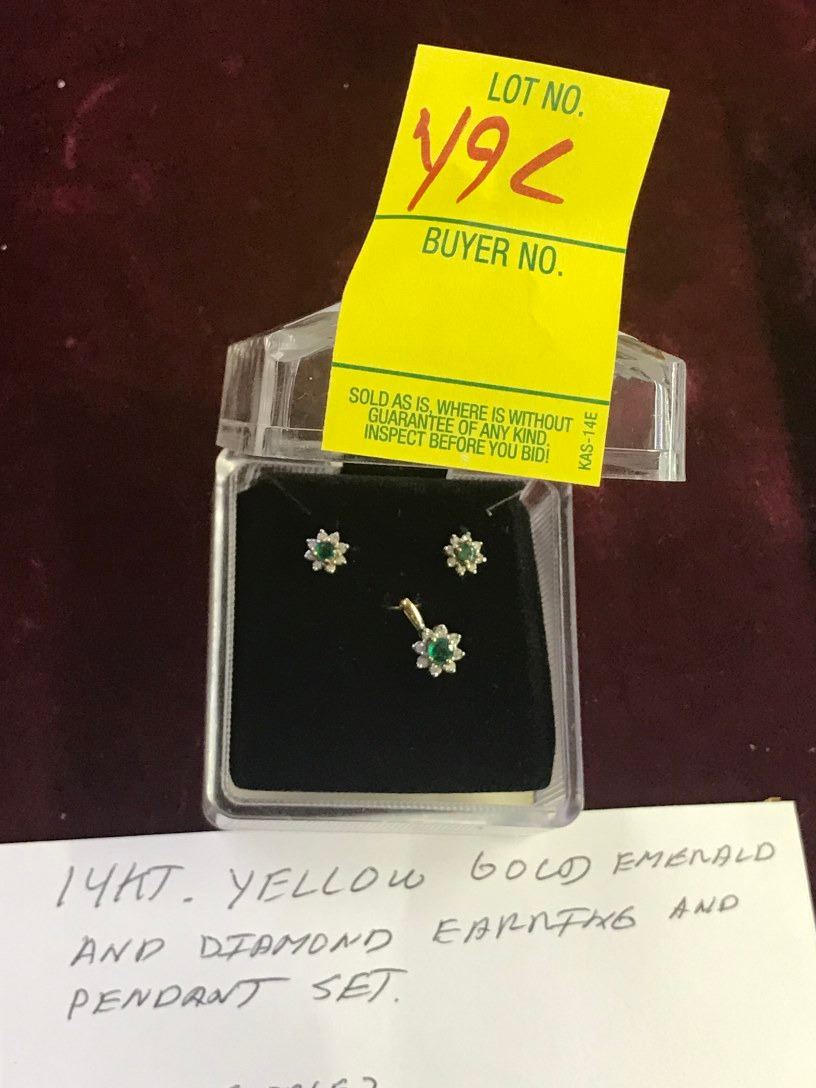 LOT NO.
Y9C
BUYER NO.
SOLD AS IS, WHERE IS WITHOUT
GUARANTEE OF ANY KIND.
INSPECT BEFORE YOU BID!
KAS-14E
14KT. YELLOW GOLD EMERALD
AND DIAMOND EARRING AND
PENDANT SET.